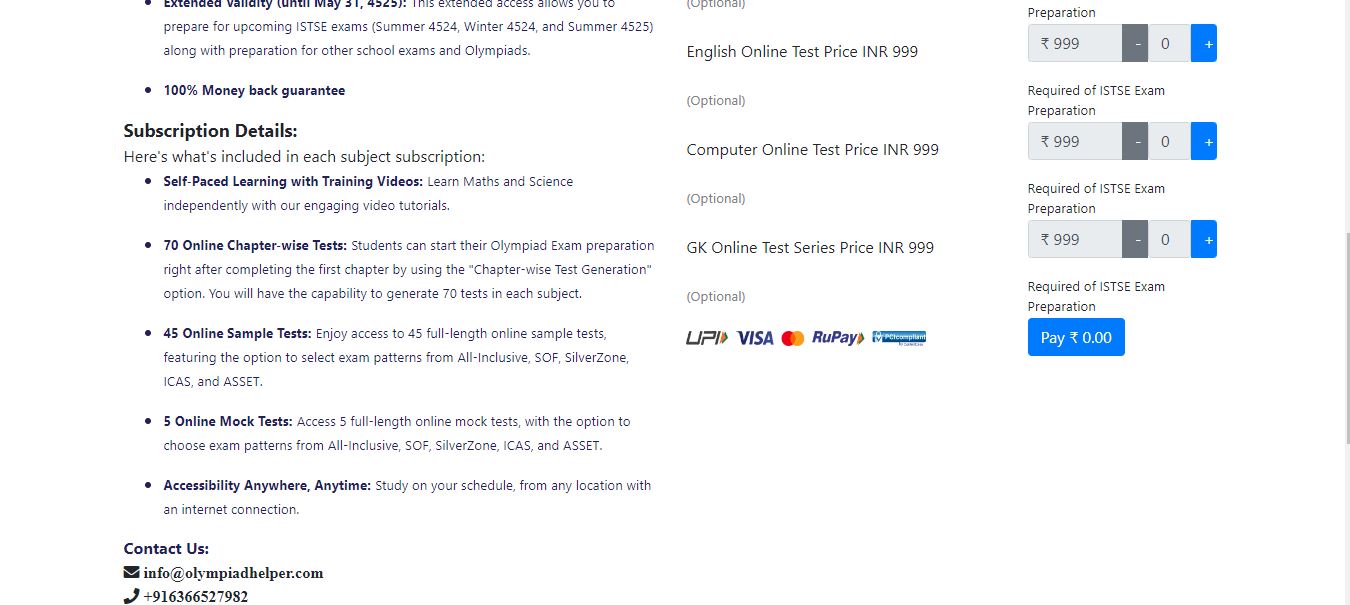 Extended Validity (until May 31, 4525): This extended access allows you to
prepare for upcoming ISTSE exams (Summer 4524, Winter 4524, and Summer 4525)
along with preparation for other school exams and Olympiads.
100% Money back guarantee
Subscription Details:
Here's what's included in each subject subscription:
Self-Paced Learning with Training Videos: Learn Maths and Science
independently with our engaging video tutorials.
70 Online Chapter-wise Tests: Students can start their Olympiad Exam preparation
right after completing the first chapter by using the "Chapter-wise Test Generation"
option. You will have the capability to generate 70 tests in each subject.
45 Online Sample Tests: Enjoy access to 45 full-length online sample tests,
featuring the option to select exam patterns from All-Inclusive, SOF, SilverZone,
ICAS, and ASSET.
5 Online Mock Tests: Access 5 full-length online mock tests, with the option to
choose exam patterns from All-Inclusive, SOF, SilverZone, ICAS, and ASSET.
Accessibility Anywhere, Anytime: Study on your schedule, from any location with
an internet connection.
Contact Us:
info@olympiadhelper.com
+916366527982
(Optional)
English Online Test Price INR 999
(Optional)
Computer Online Test Price INR 999
(Optional)
GK Online Test Series Price INR 999
(Optional)
UPI VISA RuPay PCIcompliant
Preparation
₹ 999 - 0 +
Required of ISTSE Exam
Preparation
₹ 999 - 0 +
Required of ISTSE Exam
Preparation
₹ 999 - 0 +
Required of ISTSE Exam
Preparation
Pay ₹ 0.00